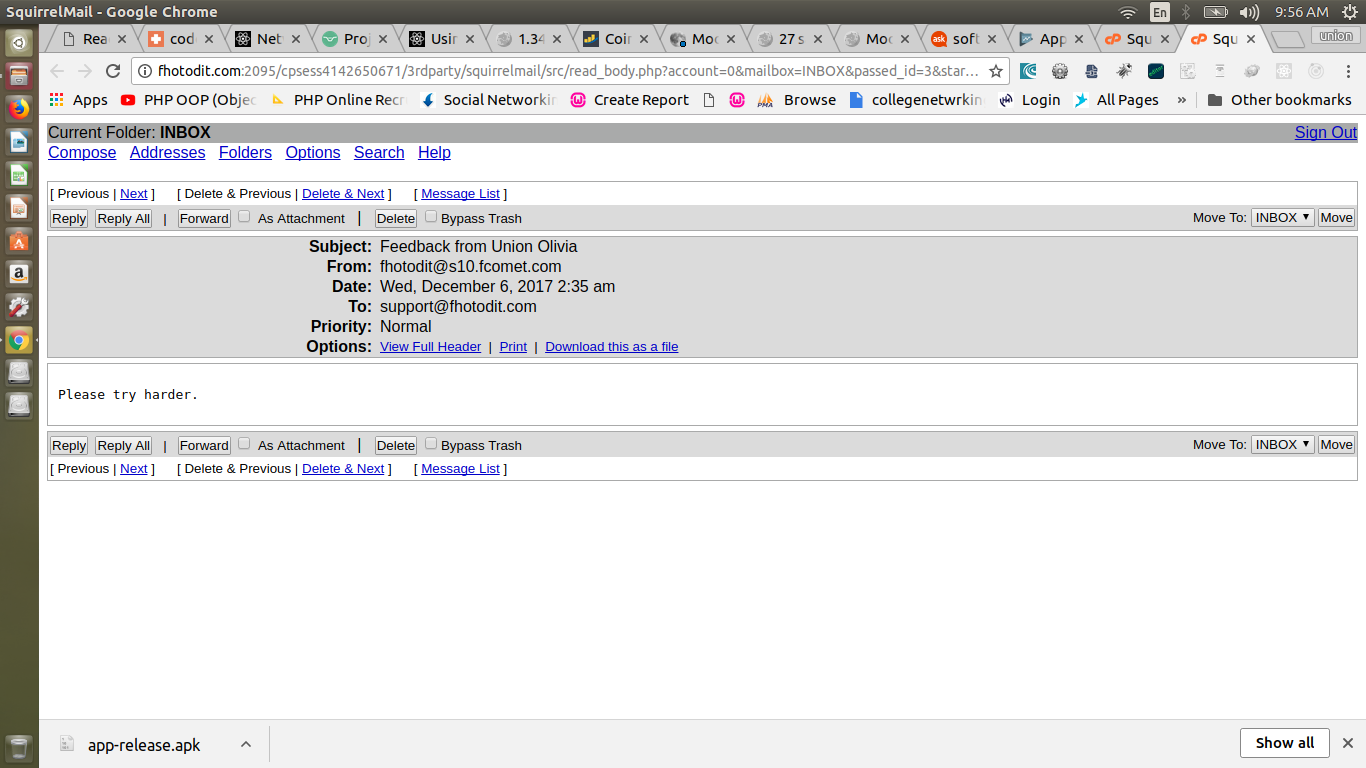 SquirrelMail - Google Chrome
En
9:56 AM
Rea
cod
Net
Proj
Usin
1.34
Coin
Moc
27 s
Moc
soft
App
Squ
Squ
union
fhotodit.com:2095/cpsess4142650671/3rdparty/squirrelmail/src/read_body.php?account=0&mailbox=INBOX&passed_id=3&star...
Apps
PHP OOP (Objec
PHP Online Recr
Social Networkin
Create Report
Browse
collegenetwrkin
Login
All Pages
»
Other bookmarks
Current Folder: INBOX
Sign Out
Compose Addresses Folders Options Search Help
[ Previous | Next ] [ Delete & Previous | Delete & Next ] [ Message List ]
Reply Reply All | Forward As Attachment | Delete Bypass Trash
Move To: INBOX Move
Subject: Feedback from Union Olivia
From: fhotodit@s10.fcomet.com
Date: Wed, December 6, 2017 2:35 am
To: support@fhotodit.com
Priority: Normal
Options: View Full Header | Print | Download this as a file
Please try harder.
Reply Reply All | Forward As Attachment | Delete Bypass Trash
Move To: INBOX Move
[ Previous | Next ] [ Delete & Previous | Delete & Next ] [ Message List ]
app-release.apk
Show all